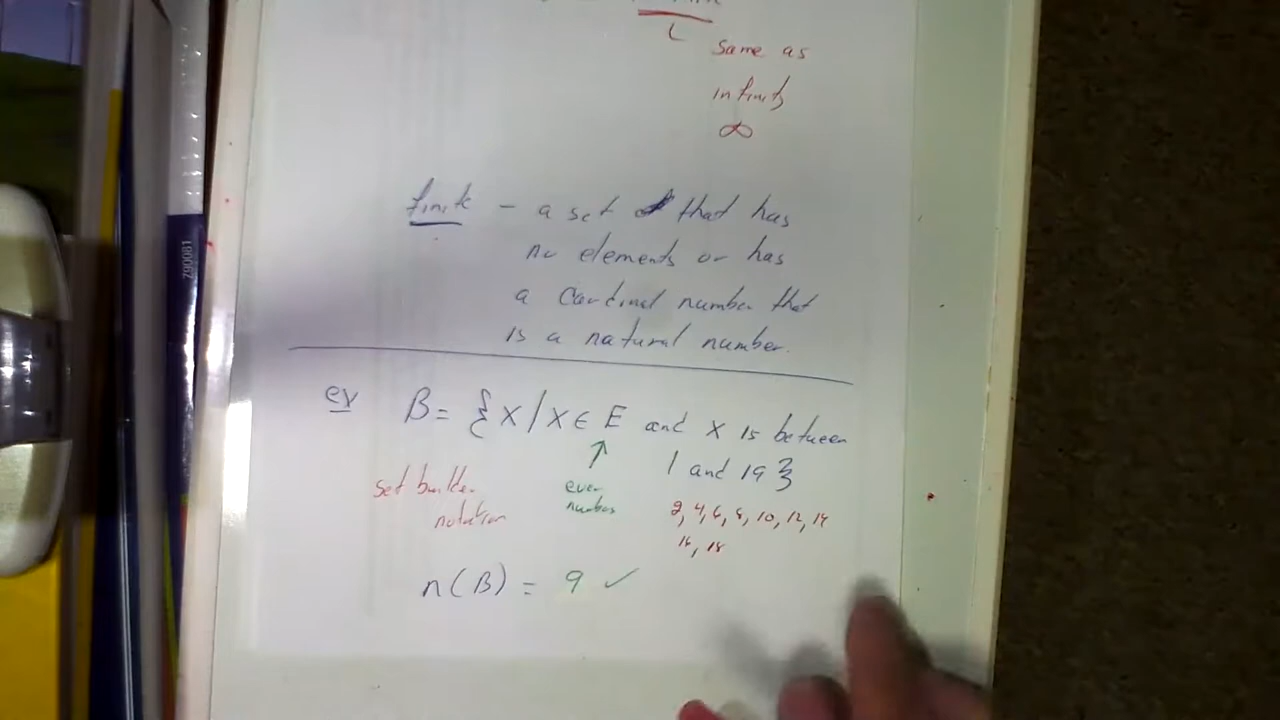 same as
infinity
∞
finite - a set that has
no elements or has
a cardinal number that
is a natural number.
ex B = { x / x ∈ E and x is between
↑ 1 and 19 }
set builder even
notation numbers 2, 4, 6, 8, 10, 12, 14
16, 18
n(B) = 9 ✓
Z90081